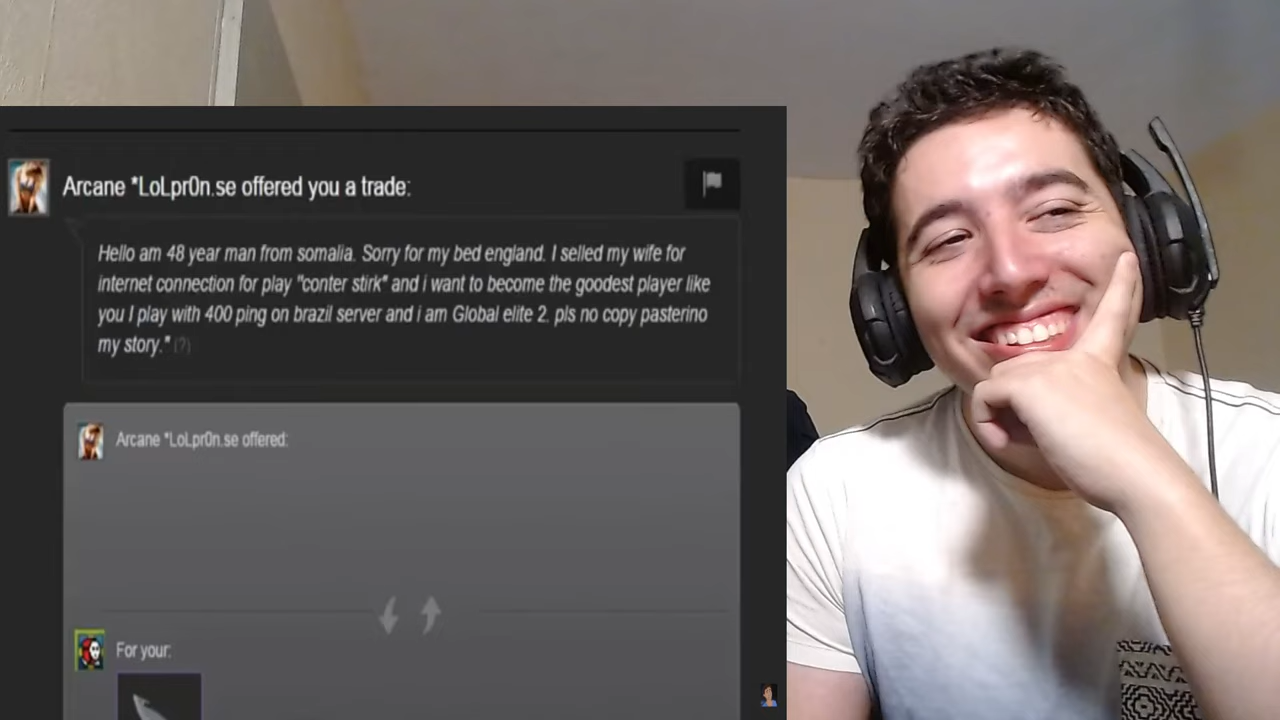 Arcane *LoLpr0n.se offered you a trade:
Hello am 48 year man from somalia. Sorry for my bed england. I selled my wife for
internet connection for play "conter stirk" and i want to become the goodest player like
you I play with 400 ping on brazil server and i am Global elite 2. pls no copy pasterino
my story.* (?)
Arcane *LoLpr0n.se offered:
For your: